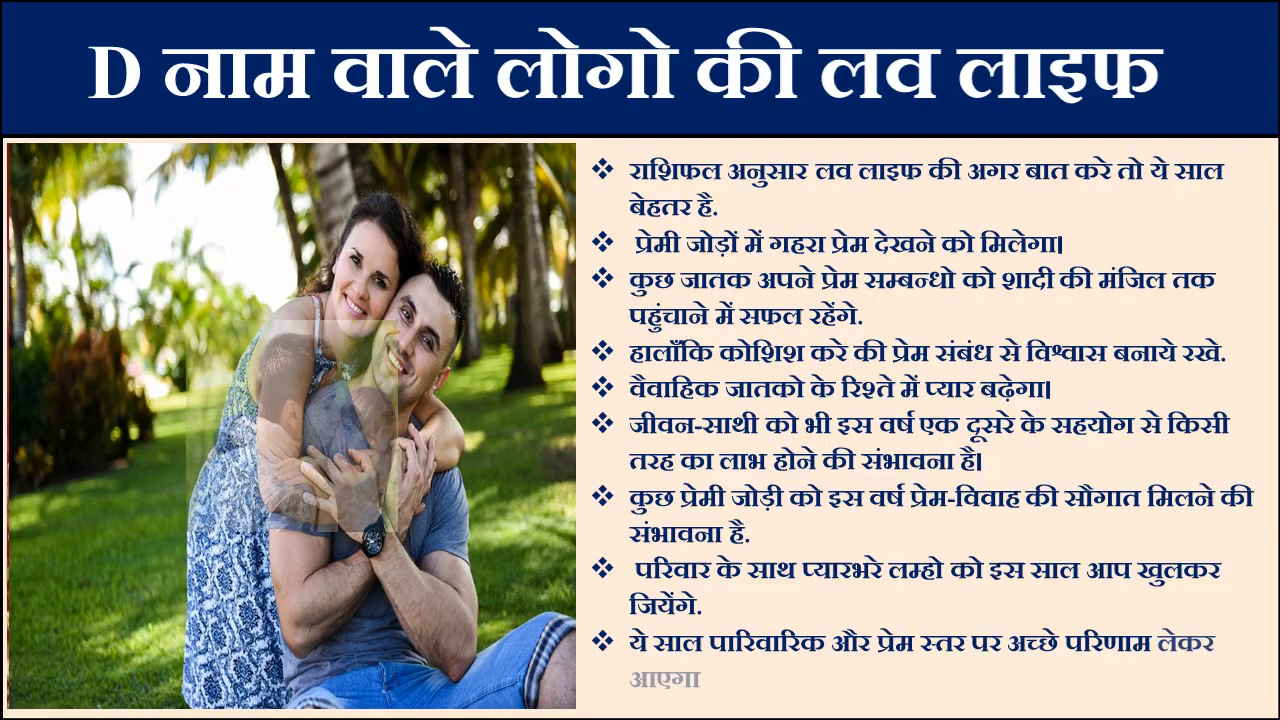 D नाम वाले लोगो की लव लाइफ
❖ राशिफल अनुसार लव लाइफ की अगर बात करे तो ये साल
बेहतर है.
❖ प्रेमी जोड़ों में गहरा प्रेम देखने को मिलेगा|
❖ कुछ जातक अपने प्रेम सम्बन्धो को शादी की मंजिल तक
पहुंचाने में सफल रहेंगे.
❖ हालाँकि कोशिश करे की प्रेम संबंध से विश्वास बनाये रखे.
❖ वैवाहिक जातको के रिश्ते में प्यार बढ़ेगा|
❖ जीवन-साथी को भी इस वर्ष एक दूसरे के सहयोग से किसी
तरह का लाभ होने की संभावना है|
❖ कुछ प्रेमी जोड़ी को इस वर्ष प्रेम-विवाह की सौगात मिलने की
संभावना है.
❖ परिवार के साथ प्यारभरे लम्हो को इस साल आप खुलकर
जियेंगे.
❖ ये साल पारिवारिक और प्रेम स्तर पर अच्छे परिणाम लेकर
आएगा